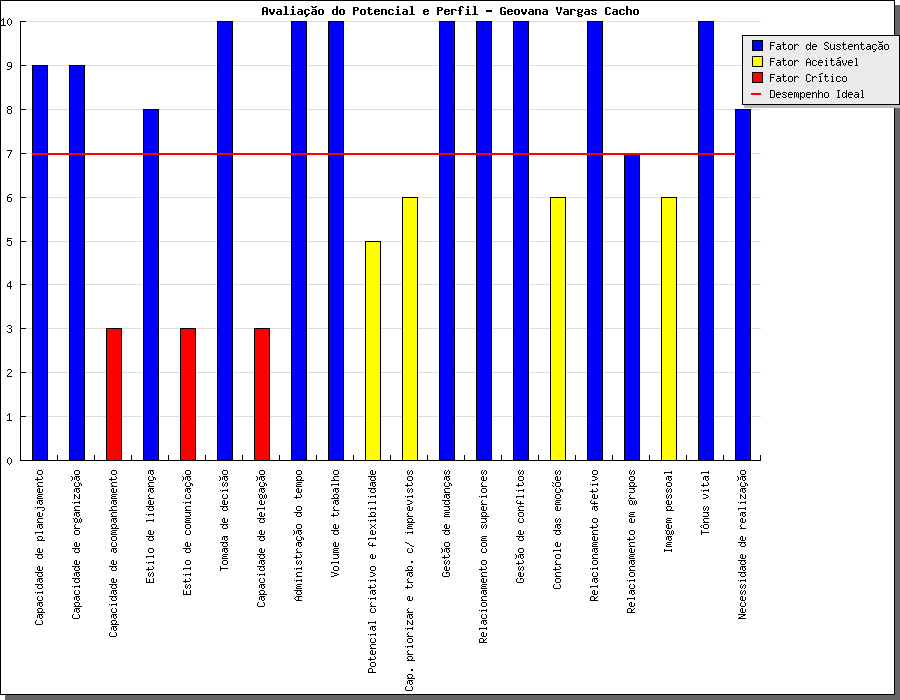 Avaliação do Potencial e Perfil - Geovana Vargas Cacho
Fator de Sustentação
Fator Aceitável
Fator Crítico
Desempenho Ideal
10
9
8
7
6
5
4
3
2
1
0
Capacidade de planejamento
Capacidade de organização
Capacidade de acompanhamento
Estilo de liderança
Estilo de comunicação
Tomada de decisão
Capacidade de delegação
Administração do tempo
Volume de trabalho
Potencial criativo e flexibilidade
Cap. priorizar e trab. c/ imprevistos
Gestão de mudanças
Relacionamento com superiores
Gestão de conflitos
Controle das emoções
Relacionamento afetivo
Relacionamento em grupos
Imagem pessoal
Tônus vital
Necessidade de realização